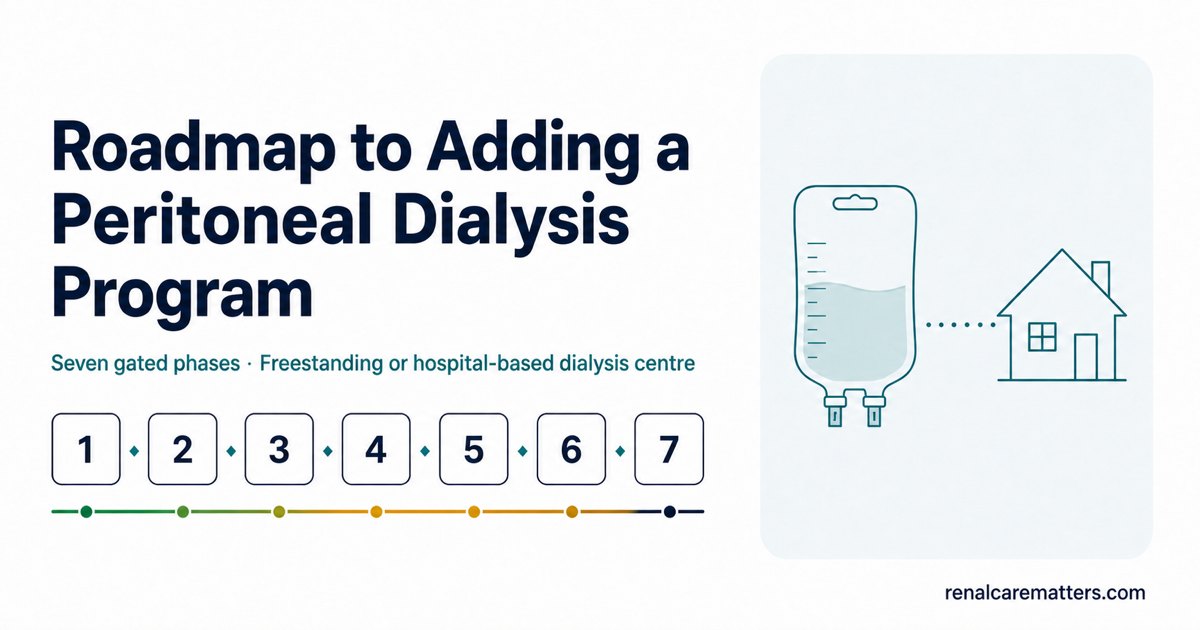 Roadmap to Adding a
Peritoneal Dialysis
Program
Seven gated phases · Freestanding or hospital-based dialysis centre
1 2 3 4 5 6 7
renalcarematters.com